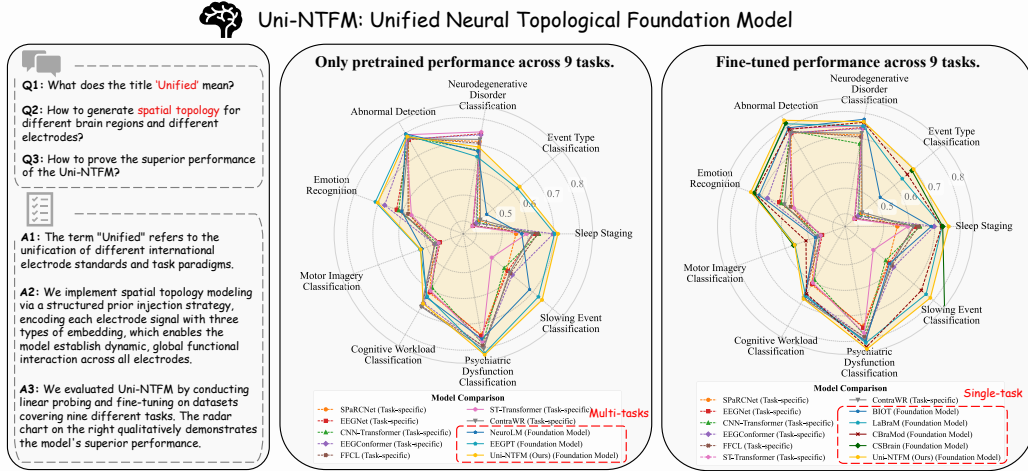 Uni-NTFM: Unified Neural Topological Foundation Model
Q1: What does the title 'Unified' mean?
Q2: How to generate spatial topology for
different brain regions and different
electrodes?
Q3: How to prove the superior performance
of the Uni-NTFM?
A1: The term "Unified" refers to the
unification of different international
electrode standards and task paradigms.
A2: We implement spatial topology modeling
via a structured prior injection strategy,
encoding each electrode signal with three
types of embedding, which enables the
model establish dynamic, global functional
interaction across all electrodes.
A3: We evaluated Uni-NTFM by conducting
linear probing and fine-tuning on datasets
covering nine different tasks. The radar
chart on the right qualitatively demonstrates
the model's superior performance.
Only pretrained performance across 9 tasks.
Neurodegenerative
Disorder
Classification
Abnormal Detection
Event Type
Classification
Emotion
Recognition
0.5
0.6
0.7
0.8
Sleep Staging
Motor Imagery
Classification
Slowing Event
Classification
Cognitive Workload
Classification
Psychiatric
Dysfunction
Classification
Model Comparison
SPaRCNet (Task-specific)
EEGNet (Task-specific)
CNN-Transformer (Task-specific)
EEGConformer (Task-specific)
FFCL (Task-specific)
ST-Transformer (Task-specific)
ContraWR (Task-specific)
NeuroLM (Foundation Model)
EEGPT (Foundation Model)
Uni-NTFM (Ours) (Foundation Model)
Multi-tasks
Fine-tuned performance across 9 tasks.
Neurodegenerative
Disorder
Classification
Abnormal Detection
Event Type
Classification
Emotion
Recognition
0.5
0.6
0.7
0.8
Sleep Staging
Motor Imagery
Classification
Slowing Event
Classification
Cognitive Workload
Classification
Psychiatric
Dysfunction
Classification
Model Comparison
SPaRCNet (Task-specific)
EEGNet (Task-specific)
CNN-Transformer (Task-specific)
EEGConformer (Task-specific)
FFCL (Task-specific)
ST-Transformer (Task-specific)
ContraWR (Task-specific)
BIOT (Foundation Model)
LaBraM (Foundation Model)
CBraMod (Foundation Model)
CSBrain (Foundation Model)
Uni-NTFM (Ours) (Foundation Model)
Single-task